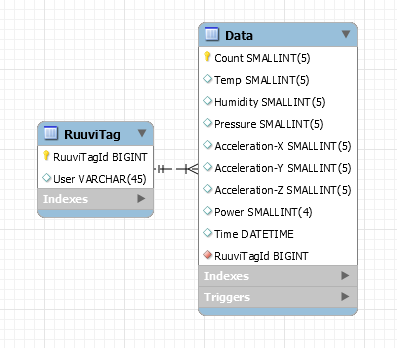 RuuviTag
RuuviTagId BIGINT
User VARCHAR(45)
Indexes
Data
Count SMALLINT(5)
Temp SMALLINT(5)
Humidity SMALLINT(5)
Pressure SMALLINT(5)
Acceleration-X SMALLINT(5)
Acceleration-Y SMALLINT(5)
Acceleration-Z SMALLINT(5)
Power SMALLINT(4)
Time DATETIME
RuuviTagId BIGINT
Indexes
Triggers